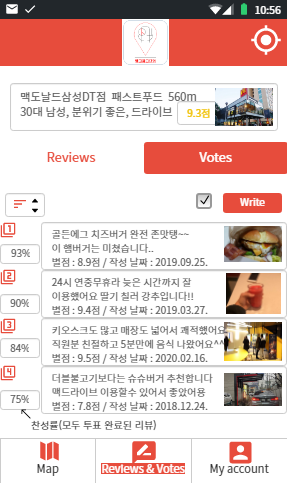 10:56
맥도날드삼성DT점 패스트푸드 560m
30대 남성, 분위기 좋은, 드라이브
9.3점
Reviews
Votes
Write
1
93%
골든에그 치즈버거 완전 존맛탱~~
이 햄버거는 미쳤습니다..
별점 : 8.9점 / 작성 날짜 : 2019.09.25.
2
90%
24시 연중무휴라 늦은 시간까지 잘
이용했어요 딸기 칠러 강추입니다!!
별점 : 9.4점 / 작성 날짜 : 2019.03.27.
3
84%
키오스크도 많고 매장도 넓어서 쾌적했어요
직원분 친절하고 5분만에 음식 나왔어요^^
별점 : 9.5점 / 작성 날짜 : 2020.02.16.
4
75%
더블불고기보다는 슈슈버거 추천합니다
맥드라이브 이용할수 있어서 좋았어용
별점 : 7.8점 / 작성 날짜 : 2018.12.24.
찬성률(모두 투표 완료된 리뷰)
Map
Reviews & Votes
My account